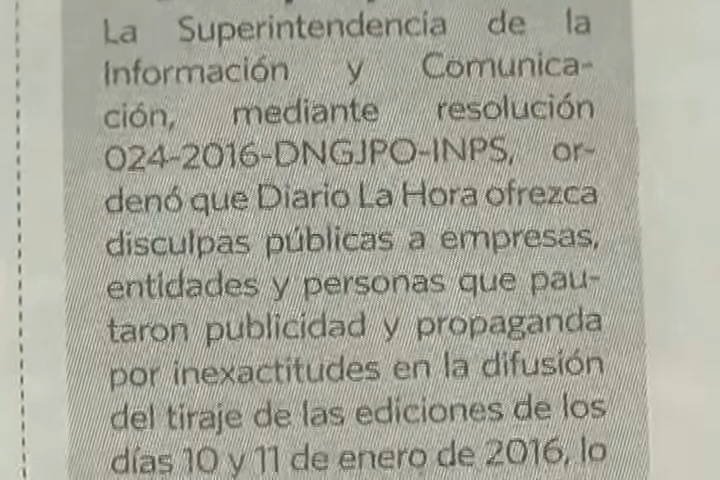 La Superintendencia de la
Información y Comunica-
ción, mediante resolución
024-2016-DNGJPO-INPS, or-
denó que Diario La Hora ofrezca
disculpas públicas a empresas,
entidades y personas que pau-
taron publicidad y propaganda
por inexactitudes en la difusión
del tiraje de las ediciones de los
días 10 y 11 de enero de 2016, lo